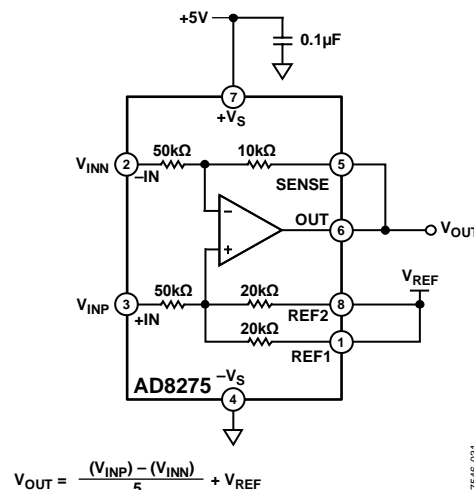 +5V
0.1µF
7
+VS
50kΩ
10kΩ
VINN
2
–IN
5
SENSE
–
OUT
6
VOUT
+
VREF
50kΩ
20kΩ
VINP
3
+IN
8
REF2
20kΩ
1
REF1
AD8275
–VS
4
VOUT = (VINP) – (VINN) / 5 + VREF